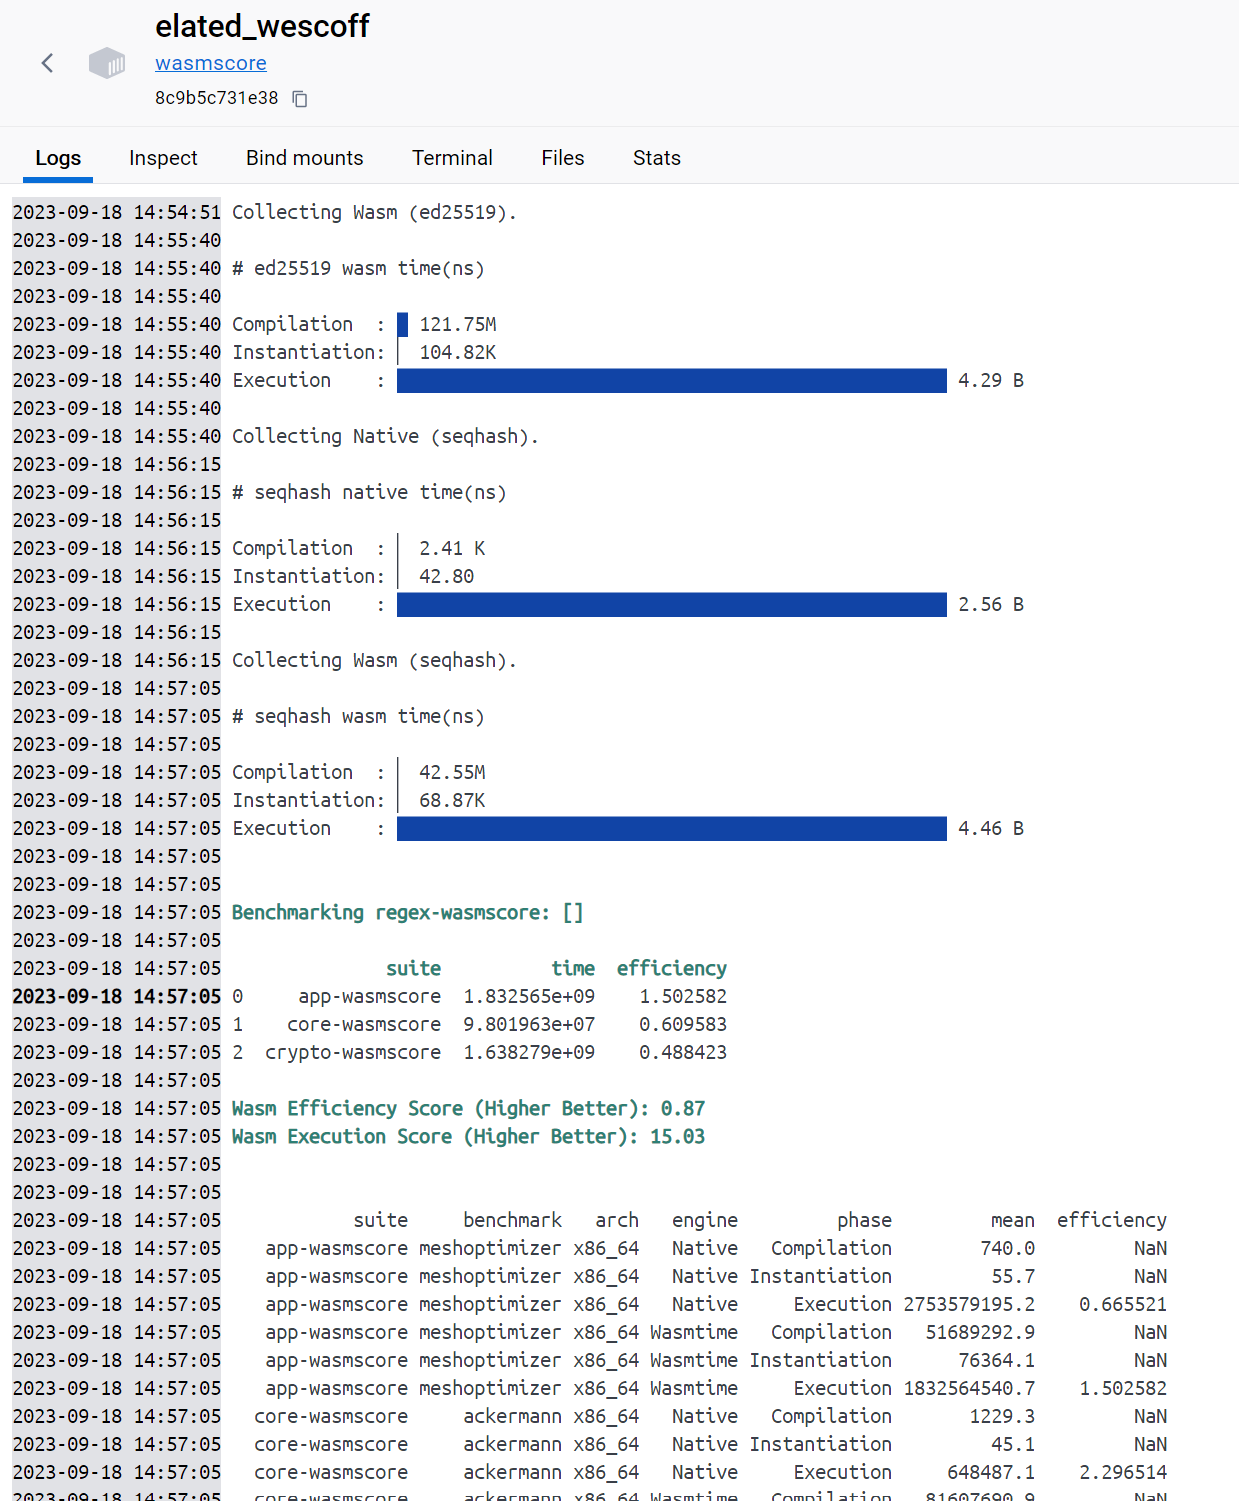 elated_wescoff
wasmscore
8c9b5c731e38
Logs Inspect Bind mounts Terminal Files Stats
2023-09-18 14:54:51 Collecting Wasm (ed25519).
2023-09-18 14:55:40
2023-09-18 14:55:40 # ed25519 wasm time(ns)
2023-09-18 14:55:40
2023-09-18 14:55:40 Compilation : 121.75M
2023-09-18 14:55:40 Instantiation: 104.82K
2023-09-18 14:55:40 Execution : 4.29 B
2023-09-18 14:55:40
2023-09-18 14:55:40 Collecting Native (seqhash).
2023-09-18 14:56:15
2023-09-18 14:56:15 # seqhash native time(ns)
2023-09-18 14:56:15
2023-09-18 14:56:15 Compilation : 2.41 K
2023-09-18 14:56:15 Instantiation: 42.80
2023-09-18 14:56:15 Execution : 2.56 B
2023-09-18 14:56:15
2023-09-18 14:56:15 Collecting Wasm (seqhash).
2023-09-18 14:57:05
2023-09-18 14:57:05 # seqhash wasm time(ns)
2023-09-18 14:57:05
2023-09-18 14:57:05 Compilation : 42.55M
2023-09-18 14:57:05 Instantiation: 68.87K
2023-09-18 14:57:05 Execution : 4.46 B
2023-09-18 14:57:05
2023-09-18 14:57:05
2023-09-18 14:57:05 Benchmarking regex-wasmscore: []
2023-09-18 14:57:05
2023-09-18 14:57:05 suite time efficiency
2023-09-18 14:57:05 0 app-wasmscore 1.832565e+09 1.502582
2023-09-18 14:57:05 1 core-wasmscore 9.801963e+07 0.609583
2023-09-18 14:57:05 2 crypto-wasmscore 1.638279e+09 0.488423
2023-09-18 14:57:05
2023-09-18 14:57:05 Wasm Efficiency Score (Higher Better): 0.87
2023-09-18 14:57:05 Wasm Execution Score (Higher Better): 15.03
2023-09-18 14:57:05
2023-09-18 14:57:05
2023-09-18 14:57:05 suite benchmark arch engine phase mean efficiency
2023-09-18 14:57:05 app-wasmscore meshoptimizer x86_64 Native Compilation 740.0 NaN
2023-09-18 14:57:05 app-wasmscore meshoptimizer x86_64 Native Instantiation 55.7 NaN
2023-09-18 14:57:05 app-wasmscore meshoptimizer x86_64 Native Execution 2753579195.2 0.665521
2023-09-18 14:57:05 app-wasmscore meshoptimizer x86_64 Wasmtime Compilation 51689292.9 NaN
2023-09-18 14:57:05 app-wasmscore meshoptimizer x86_64 Wasmtime Instantiation 76364.1 NaN
2023-09-18 14:57:05 app-wasmscore meshoptimizer x86_64 Wasmtime Execution 1832564540.7 1.502582
2023-09-18 14:57:05 core-wasmscore ackermann x86_64 Native Compilation 1229.3 NaN
2023-09-18 14:57:05 core-wasmscore ackermann x86_64 Native Instantiation 45.1 NaN
2023-09-18 14:57:05 core-wasmscore ackermann x86_64 Native Execution 648487.1 2.296514
2023-09-18 14:57:05 core-wasmscore ackermann x86_64 Wasmtime Compilation 81607690.9 NaN